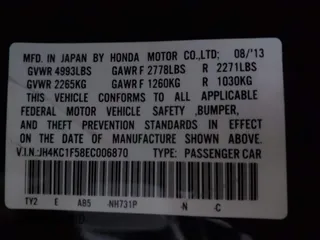 MFD. IN JAPAN BY HONDA MOTOR CO.,LTD; 08/'13
GVWR 4993LBS GAWR F 2778LBS R 2271LBS
GVWR 2265KG GAWR F 1260KG R 1030KG
THIS VEHICLE CONFORMS TO ALL APPLICABLE
FEDERAL MOTOR VEHICLE SAFETY ,BUMPER,
AND THEFT PREVENTION STANDARDS IN EFFECT
ON THE DATE OF MANUFACTURE SHOWN ABOVE.
V.I.N:JH4KC1F58EC006870 TYPE: PASSENGER CAR
TY2 E AB5 -NH731P -N -C